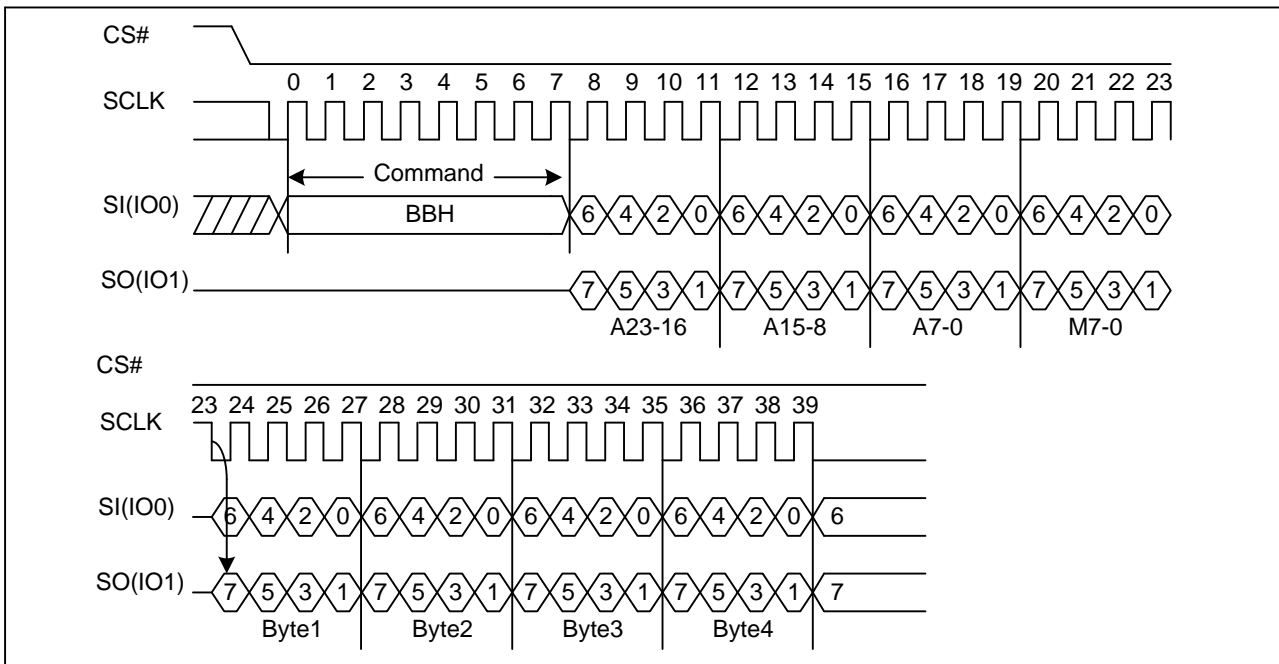 CS#
0 1 2 3 4 5 6 7 8 9 10 11 12 13 14 15 16 17 18 19 20 21 22 23
SCLK
Command
SI(IO0) BBH 6 4 2 0 6 4 2 0 6 4 2 0 6 4 2 0
SO(IO1) 7 5 3 1 7 5 3 1 7 5 3 1 7 5 3 1
A23-16 A15-8 A7-0 M7-0
CS#
23 24 25 26 27 28 29 30 31 32 33 34 35 36 37 38 39
SCLK
SI(IO0) 6 4 2 0 6 4 2 0 6 4 2 0 6 4 2 0 6
SO(IO1) 7 5 3 1 7 5 3 1 7 5 3 1 7 5 3 1 7
Byte1 Byte2 Byte3 Byte4